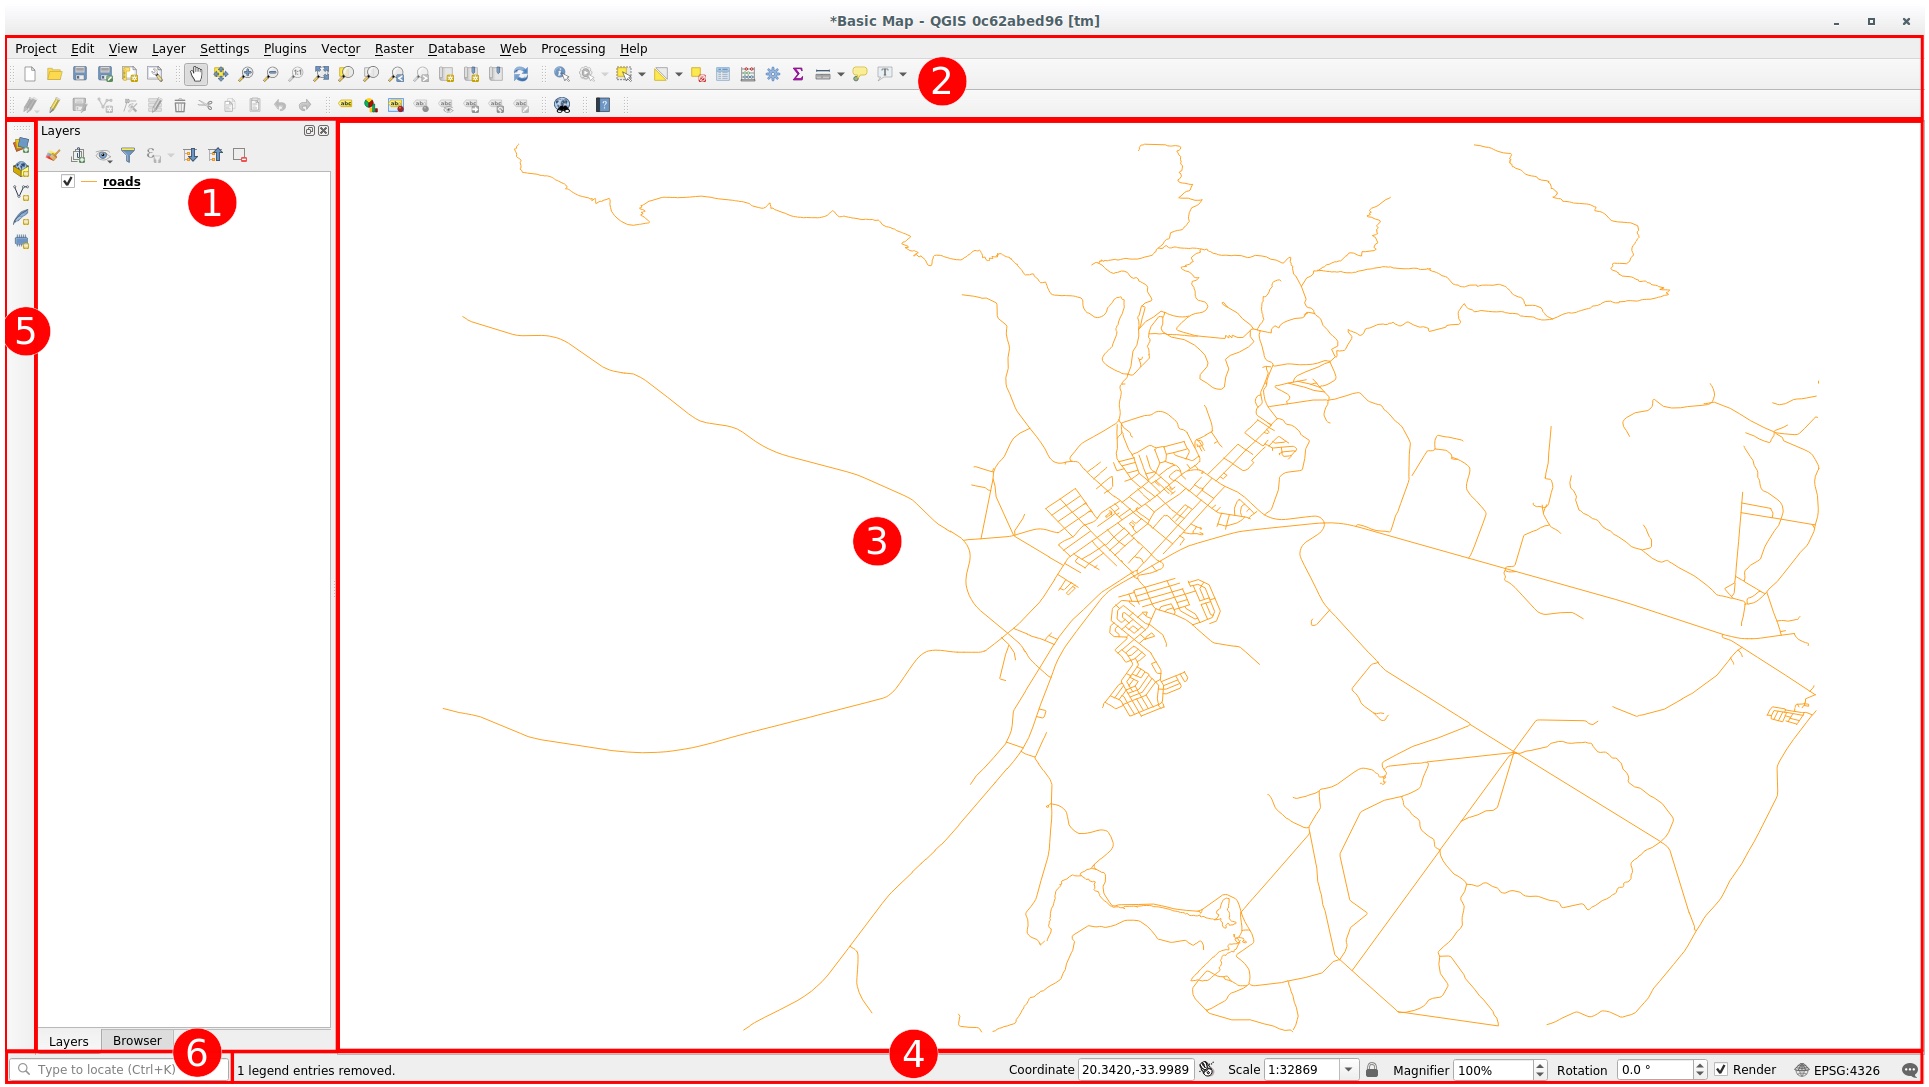 *Basic Map - QGIS 0c62abed96 [tm]
Project Edit View Layer Settings Plugins Vector Raster Database Web Processing Help
2
Layers
roads
1
5
3
Layers Browser
6
4
Type to locate (Ctrl+K) 1 legend entries removed. Coordinate 20.3420,-33.9989 Scale 1:32869 Magnifier 100% Rotation 0.0 ° Render EPSG:4326